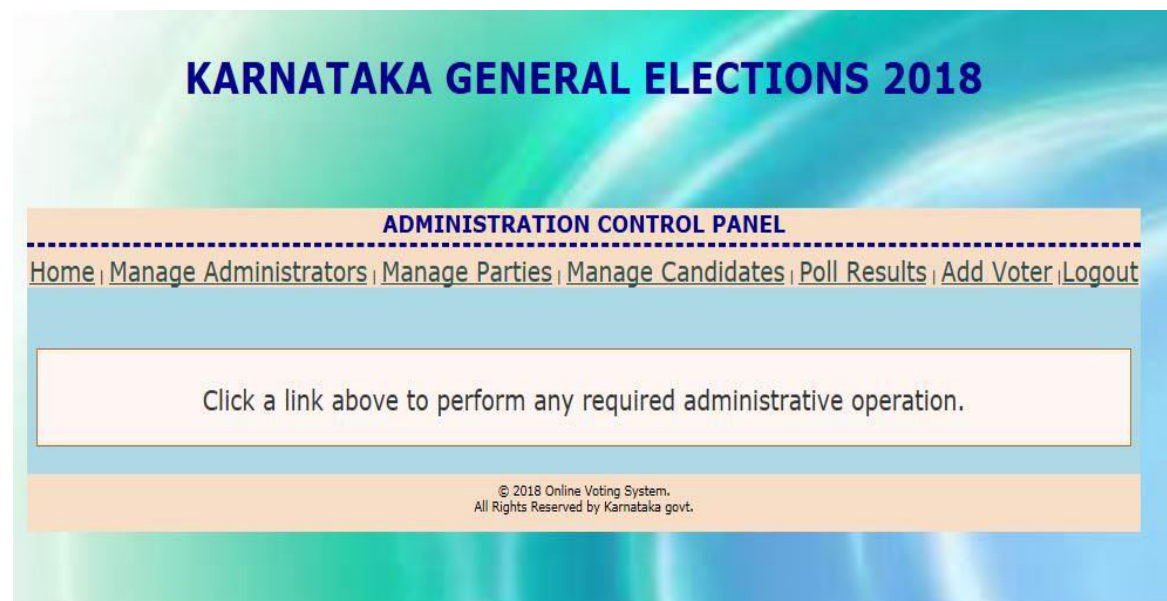 KARNATAKA GENERAL ELECTIONS 2018
ADMINISTRATION CONTROL PANEL
Home | Manage Administrators | Manage Parties | Manage Candidates | Poll Results | Add Voter |Logout
Click a link above to perform any required administrative operation.
© 2018 Online Voting System.
All Rights Reserved by Karnataka govt.